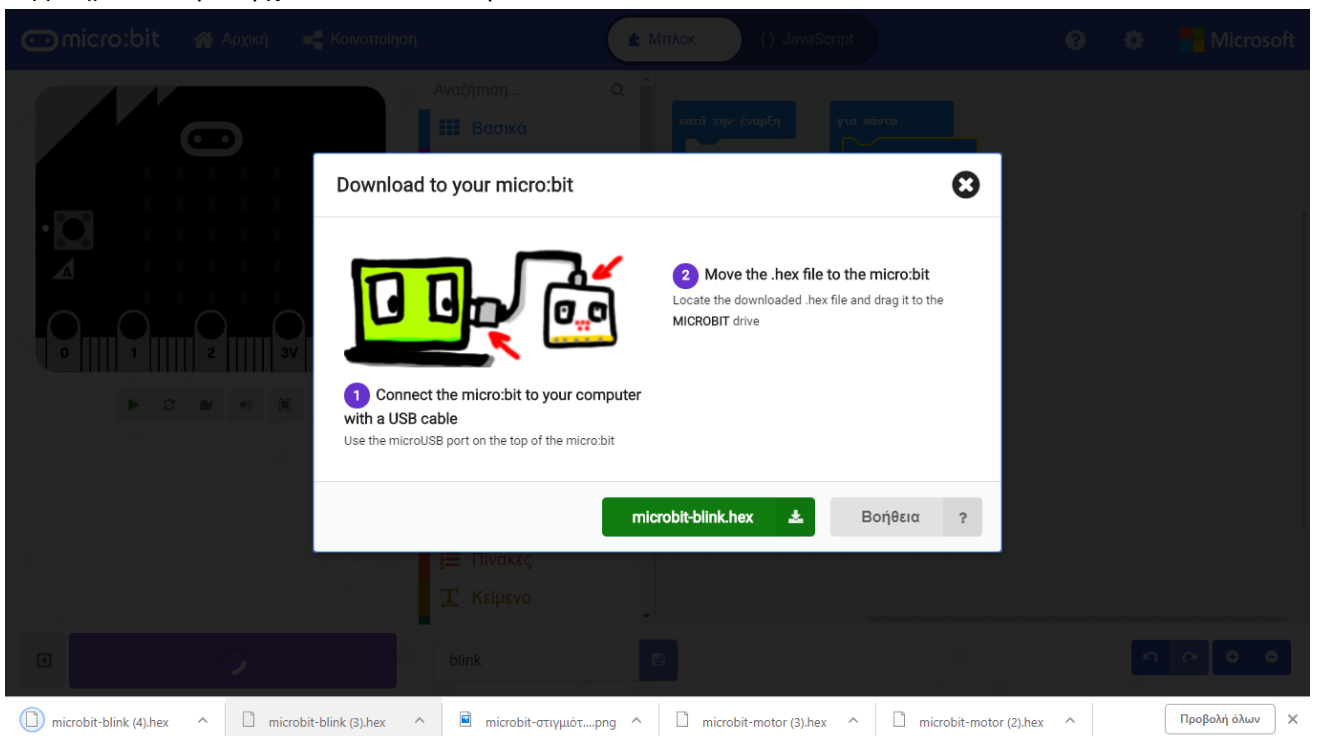 micro:bit
Αρχική
Κοινοποίηση
Μπλοκ
{} JavaScript
?
Microsoft
Αναζήτηση...
Βασικά
κατά την έναρξη
για πάντα
A
0
1
2
3V
Download to your micro:bit
1 Connect the micro:bit to your computer
with a USB cable
Use the microUSB port on the top of the micro:bit
2 Move the .hex file to the micro:bit
Locate the downloaded .hex file and drag it to the
MICROBIT drive
microbit-blink.hex
Βοήθεια ?
Πίνακες
Κείμενο
blink
microbit-blink (4).hex
microbit-blink (3).hex
microbit-στιγμιότ....png
microbit-motor (3).hex
microbit-motor (2).hex
Προβολή όλων